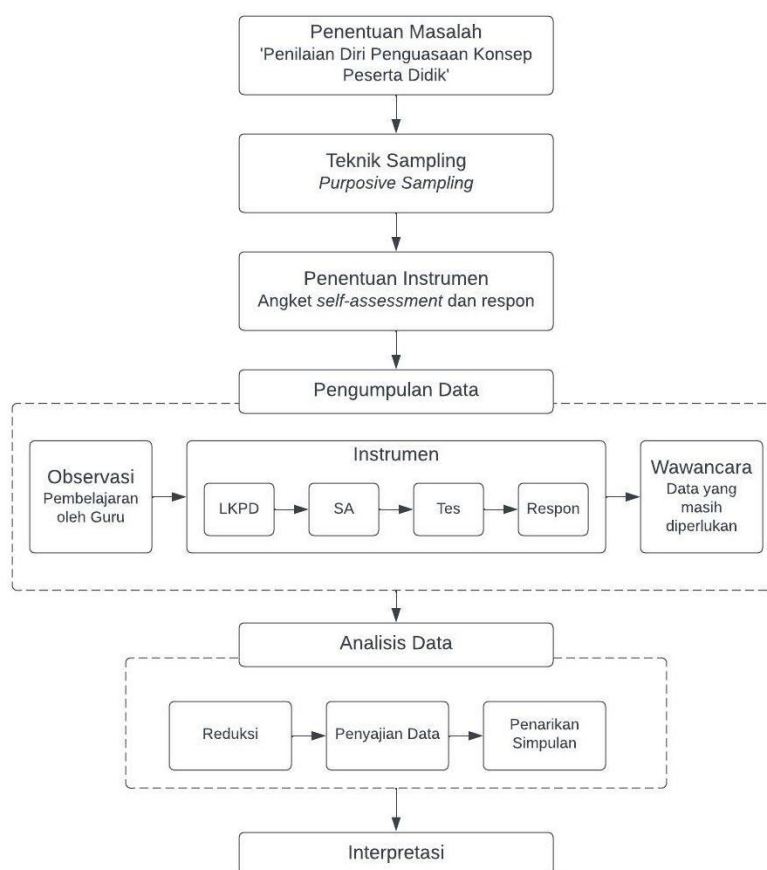 Penentuan Masalah
'Penilaian Diri Penguasaan Konsep
Peserta Didik'
Teknik Sampling
Purposive Sampling
Penentuan Instrumen
Angket self-assessment dan respon
Pengumpulan Data
Observasi
Pembelajaran
oleh Guru
Instrumen
LKPD
SA
Tes
Respon
Wawancara
Data yang
masih
diperlukan
Analisis Data
Reduksi
Penyajian Data
Penarikan
Simpulan
Interpretasi